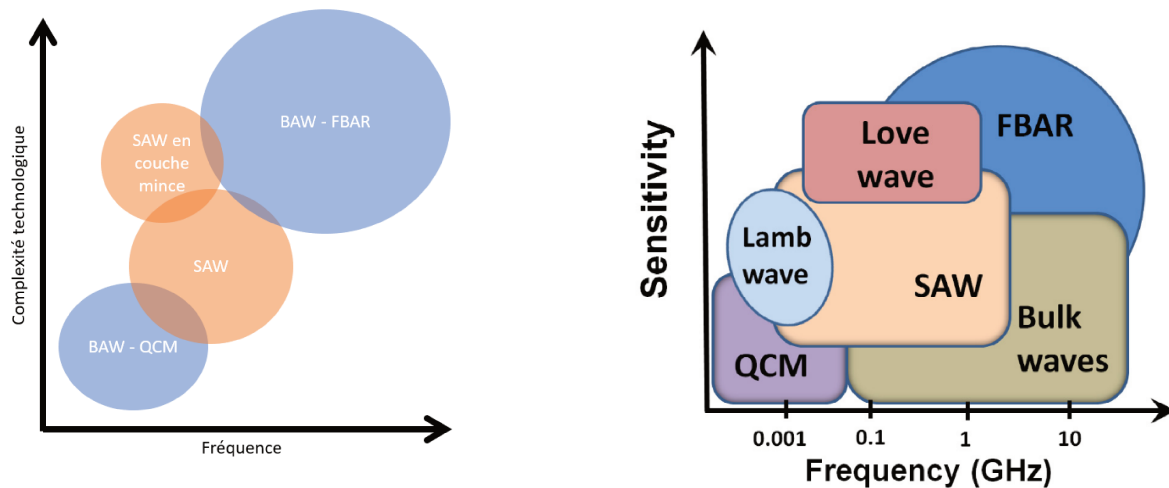 Complexité technologique
BAW - FBAR
SAW en
couche
mince
SAW
BAW - QCM
Fréquence
Sensitivity
FBAR
Love
wave
Lamb
wave
SAW
Bulk
waves
QCM
0.001
0.1
1
10
Frequency (GHz)